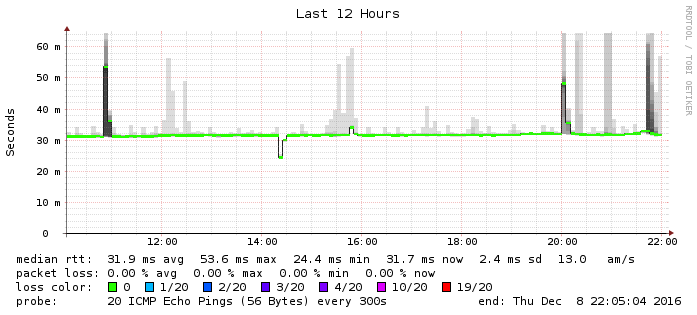 Last 12 Hours
RRDTOOL / TOBI OETIKER
Seconds
60 m
50 m
40 m
30 m
20 m
10 m
0
12:00 14:00 16:00 18:00 20:00 22:00
median rtt: 31.9 ms avg 53.6 ms max 24.4 ms min 31.7 ms now 2.4 ms sd 13.0 am/s
packet loss: 0.00 % avg 0.00 % max 0.00 % min 0.00 % now
loss color: 0 1/20 2/20 3/20 4/20 10/20 19/20
probe: 20 ICMP Echo Pings (56 Bytes) every 300s end: Thu Dec 8 22:05:04 2016